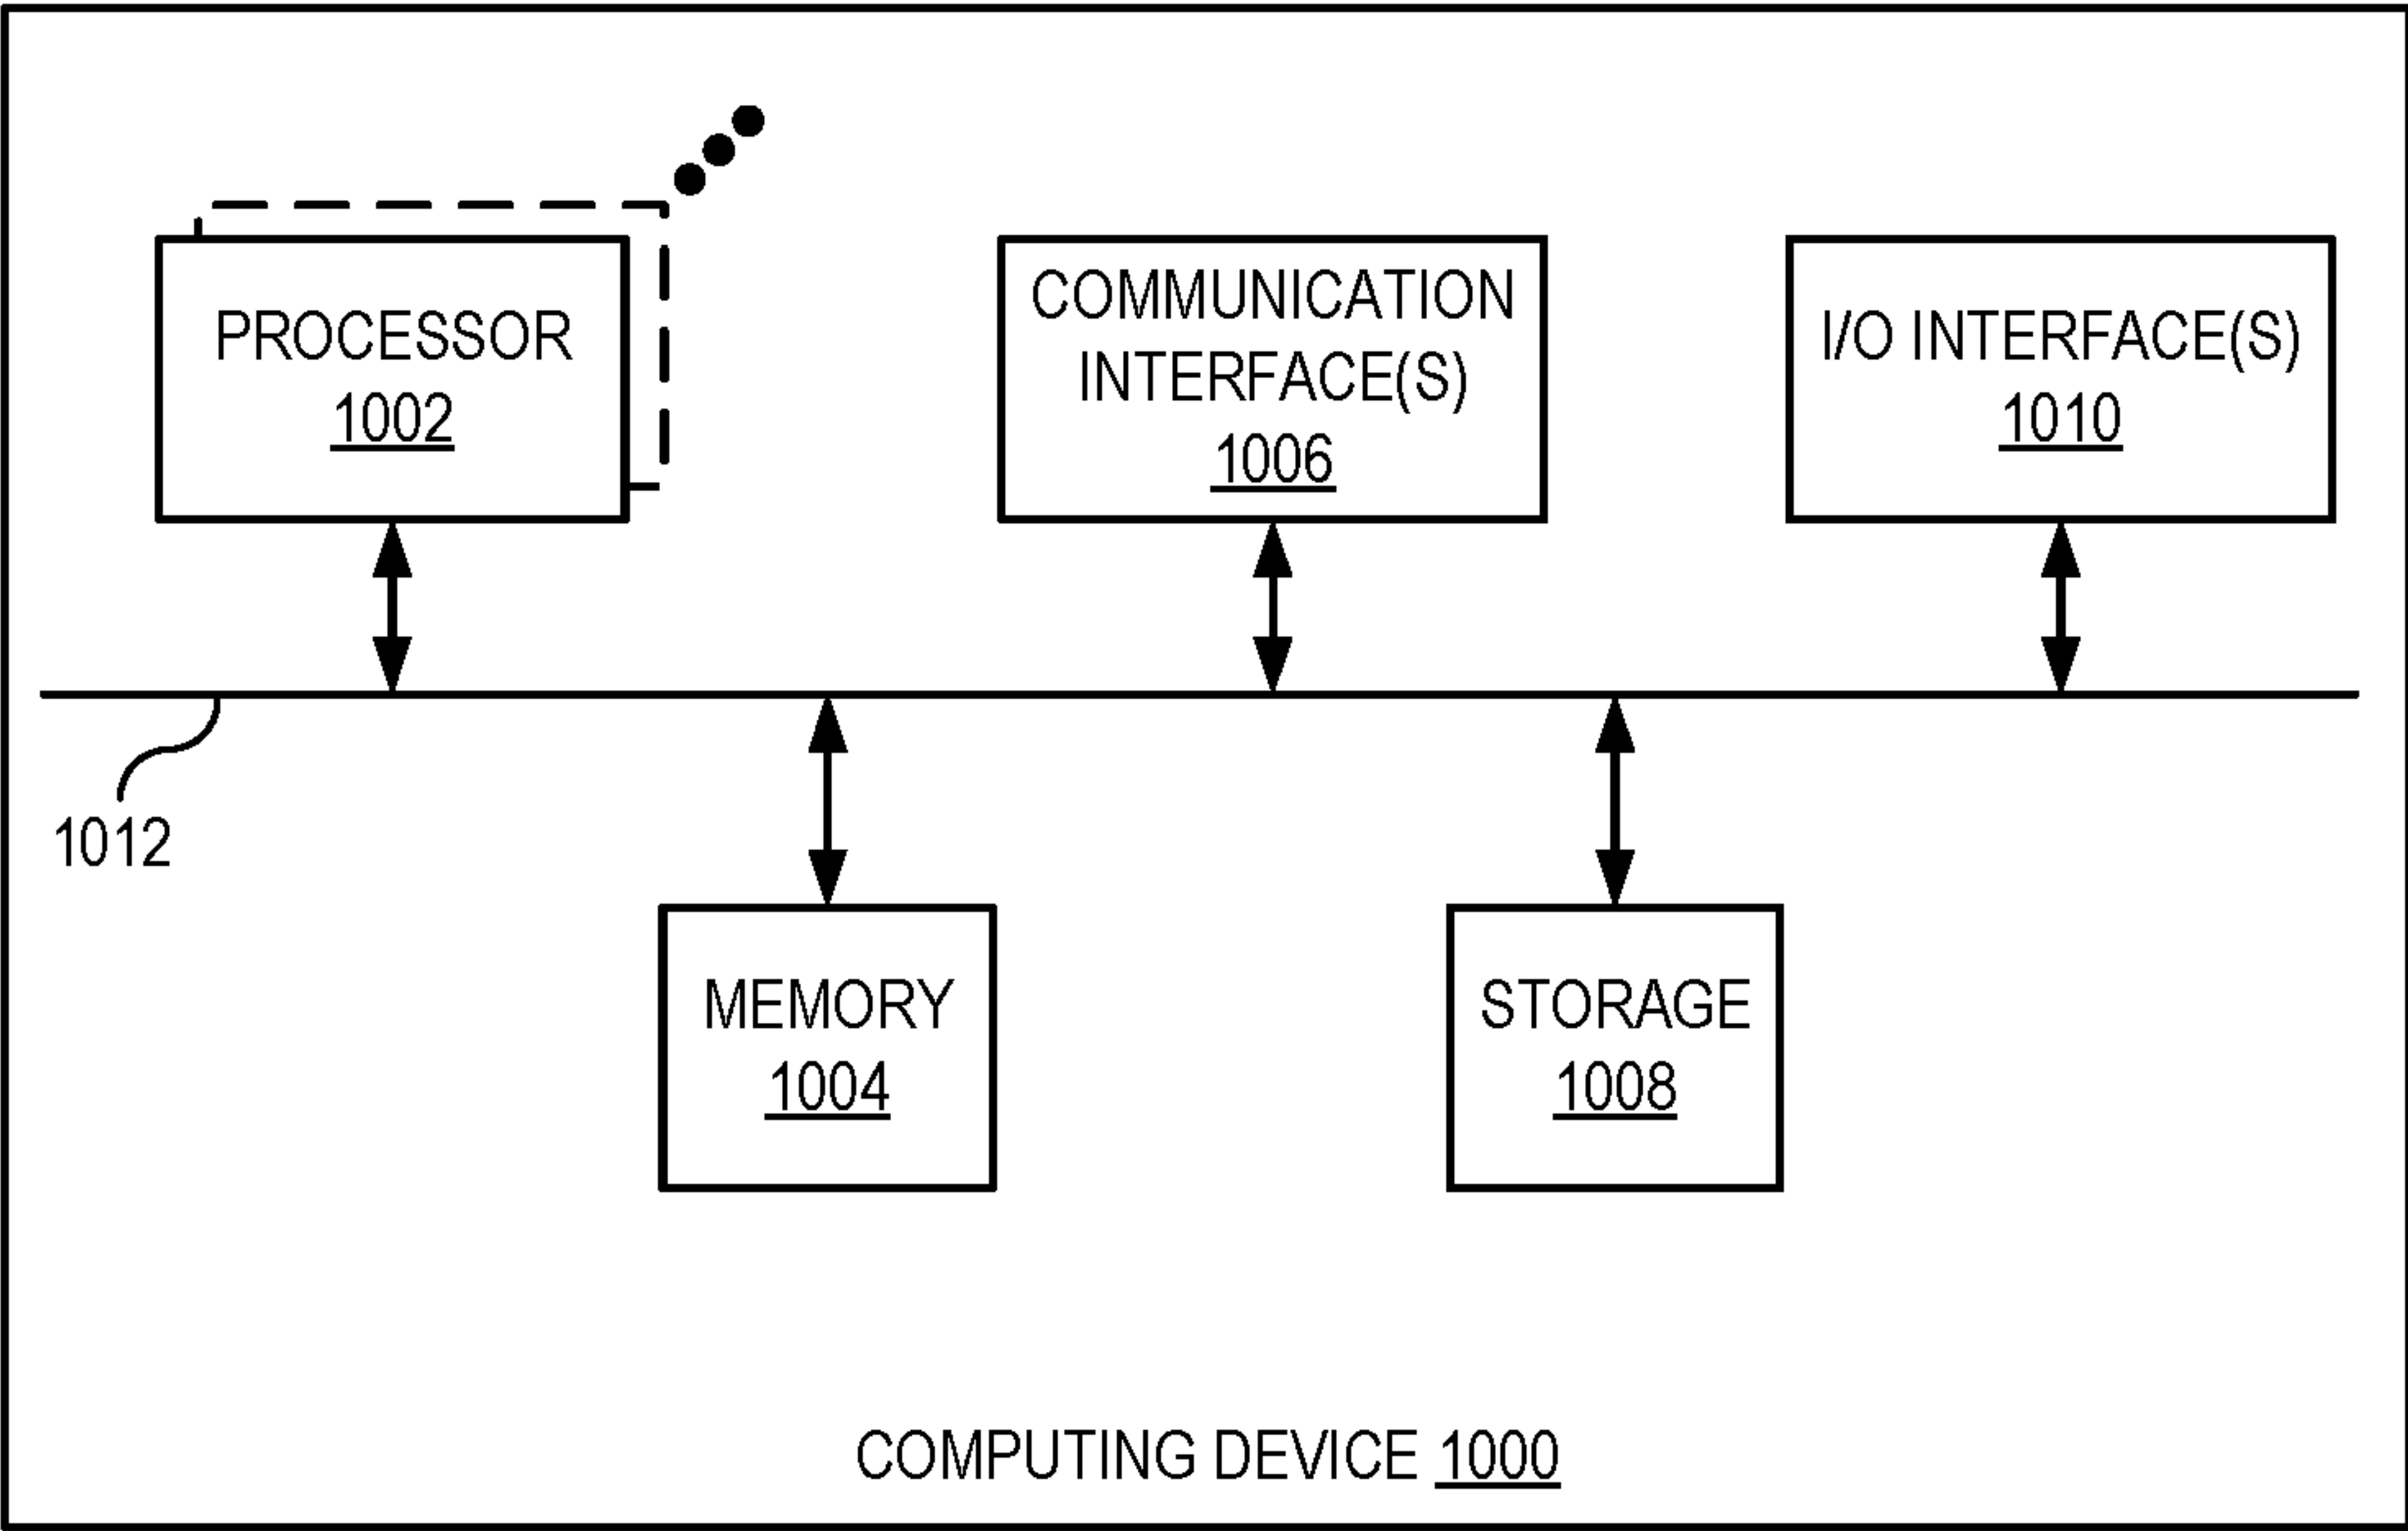 PROCESSOR
1002
COMMUNICATION
INTERFACE(S)
1006
I/O INTERFACE(S)
1010
1012
MEMORY
1004
STORAGE
1008
COMPUTING DEVICE 1000